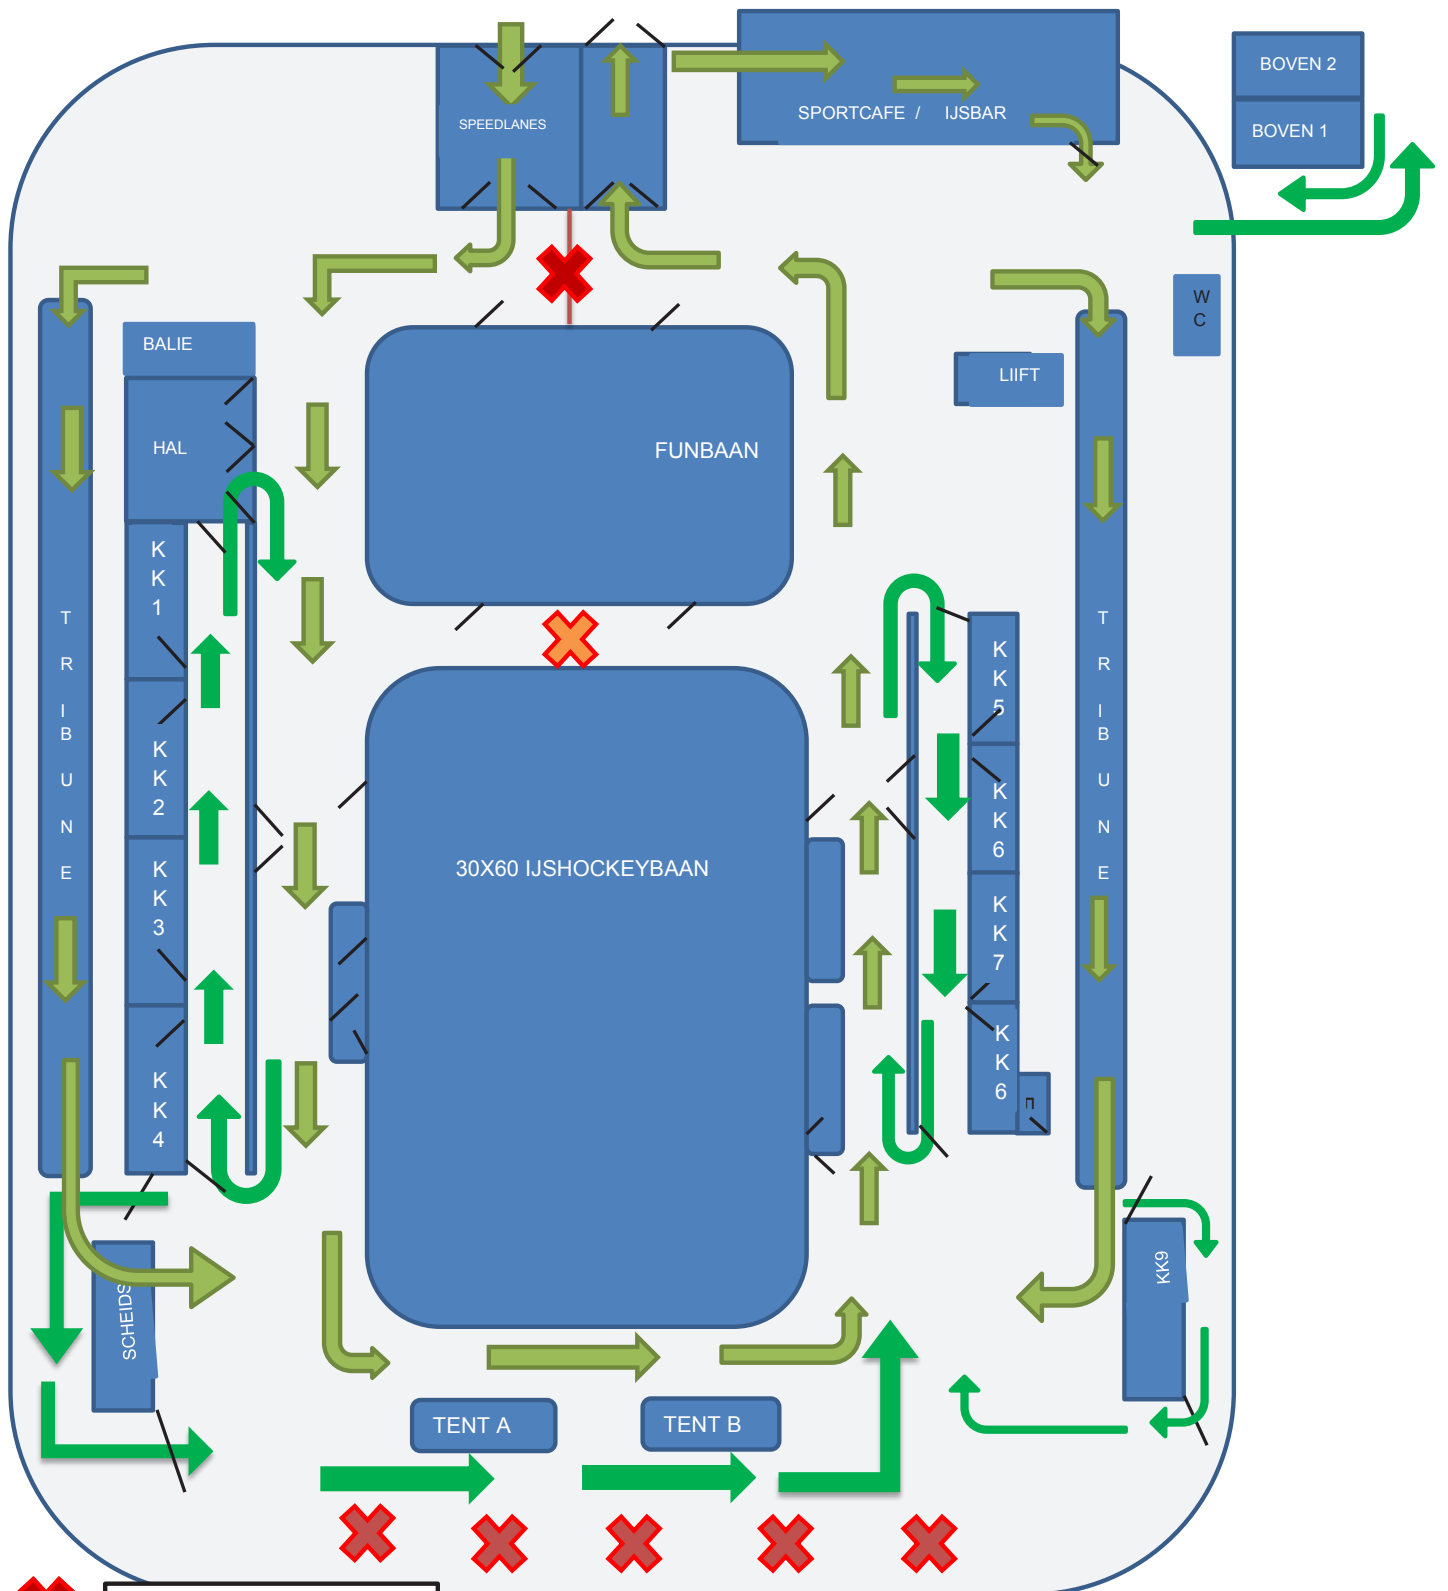 BOVEN 2
SPEEDLANES
SPORTCAFE / IJSBAR
BOVEN 1
W
C
BALIE
LIIFT
HAL
FUNBAAN
K
K
1
K
K
2
K
K
3
K
K
4
T
R
I
B
U
N
E
30X60 IJSHOCKEYBAAN
K
K
5
K
K
6
K
K
7
K
K
6
T
R
I
B
U
N
E
SCHEIDS
KK9
TENT A
TENT B